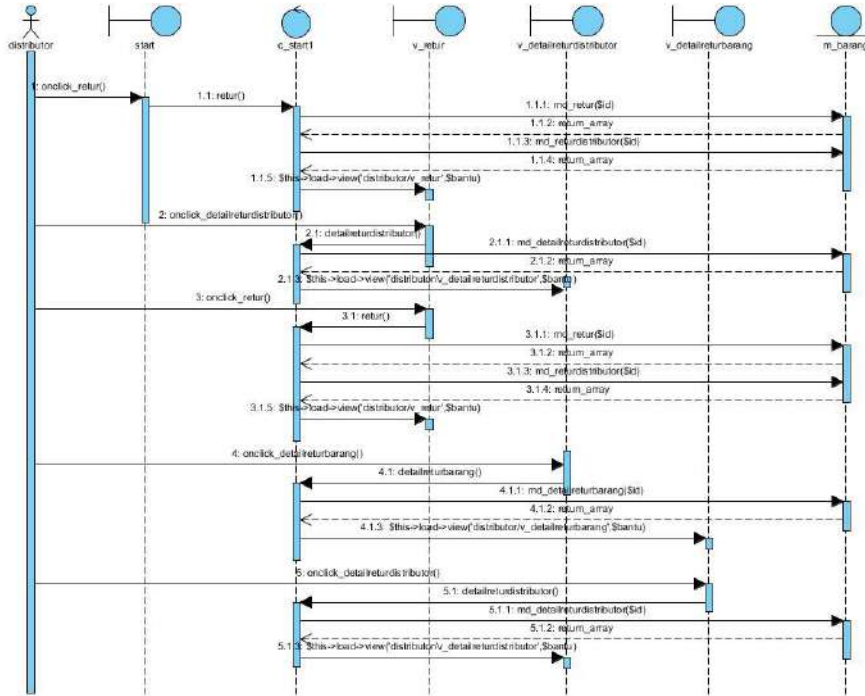 distributor
start
c_start1
v_retur
v_detailreturdistributor
v_detailreturbarang
m_barang
1: onclick_retur()
1.1: retur()
1.1.1: md_retur($id)
1.1.2: return_array
1.1.3: md_returdistributor($id)
1.1.4: return_array
1.1.5: $this->load->view('distributor/v_retur',$bantu)
2: onclick_detailreturdistributor()
2.1: detailreturdistributor()
2.1.1: md_detailreturdistributor($id)
2.1.2: return_array
2.1.3: $this->load->view('distributor/v_detailreturdistributor',$bantu)
3: onclick_retur()
3.1: retur()
3.1.1: md_retur($id)
3.1.2: return_array
3.1.3: md_returdistributor($id)
3.1.4: return_array
3.1.5: $this->load->view('distributor/v_retur',$bantu)
4: onclick_detailreturbarang()
4.1: detailreturbarang()
4.1.1: md_detailreturbarang($id)
4.1.2: return_array
4.1.3: $this->load->view('distributor/v_detailreturbarang',$bantu)
5: onclick_detailreturdistributor()
5.1: detailreturdistributor()
5.1.1: md_detailreturdistributor($id)
5.1.2: return_array
5.1.3: $this->load->view('distributor/v_detailreturdistributor',$bantu)